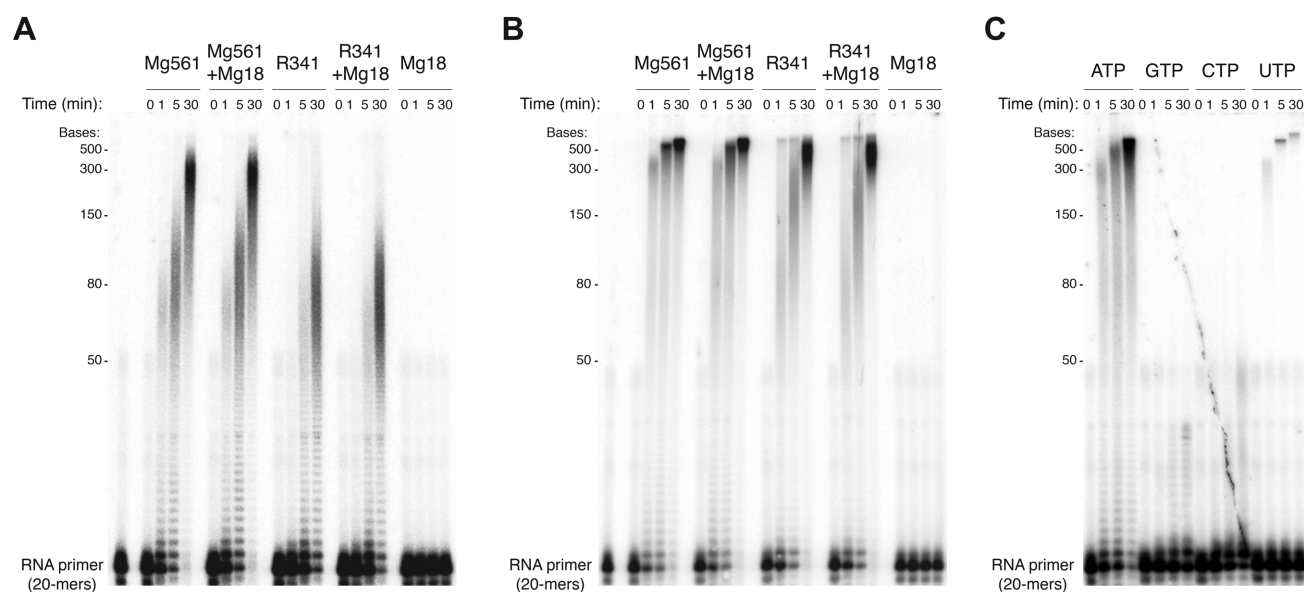 A
Mg561
Mg561
+Mg18
R341
R341
+Mg18
Mg18
Time (min):
0 1 5 30
0 1 5 30
0 1 5 30
0 1 5 30
0 1 5 30
Bases:
500 -
300 -
150 -
80 -
50 -
RNA primer
(20-mers)
B
Mg561
Mg561
+Mg18
R341
R341
+Mg18
Mg18
Time (min):
0 1 5 30
0 1 5 30
0 1 5 30
0 1 5 30
0 1 5 30
Bases:
500 -
300 -
150 -
80 -
50 -
RNA primer
(20-mers)
C
ATP
GTP
CTP
UTP
Time (min):
0 1 5 30
0 1 5 30
0 1 5 30
0 1 5 30
Bases:
500 -
300 -
150 -
80 -
50 -
RNA primer
(20-mers)